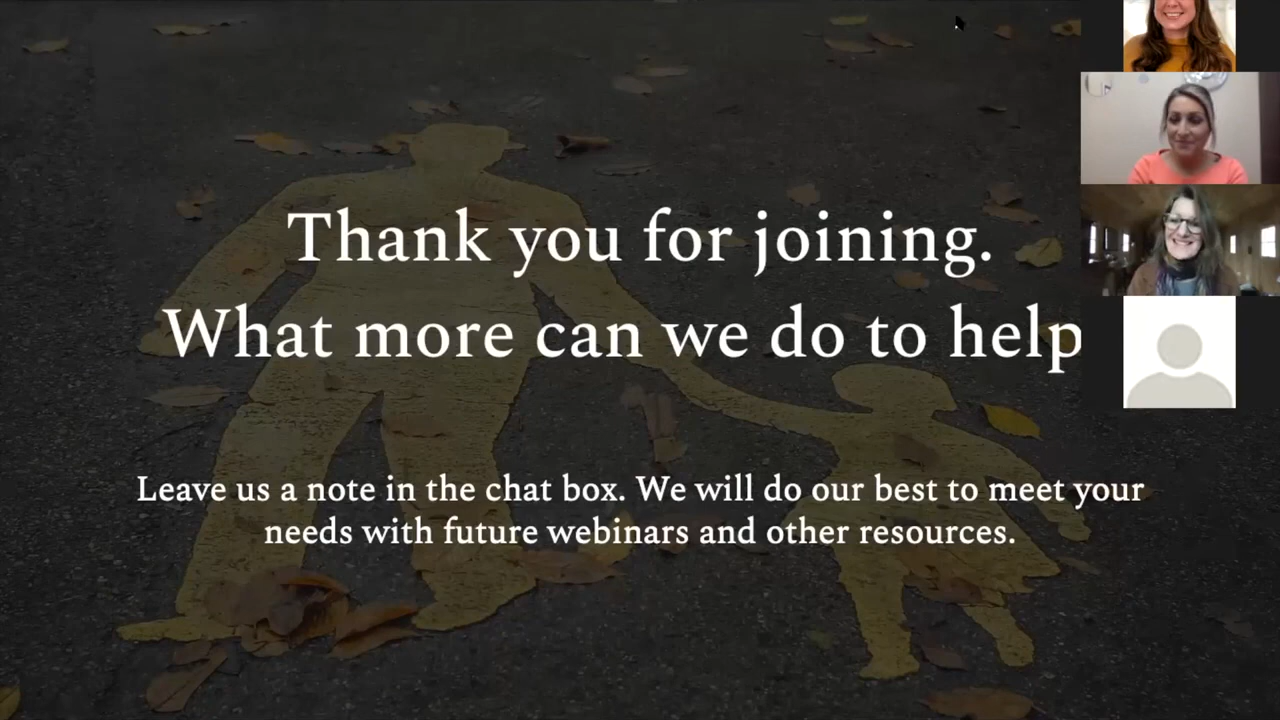 Thank you for joining.
What more can we do to help
Leave us a note in the chat box. We will do our best to meet your
needs with future webinars and other resources.